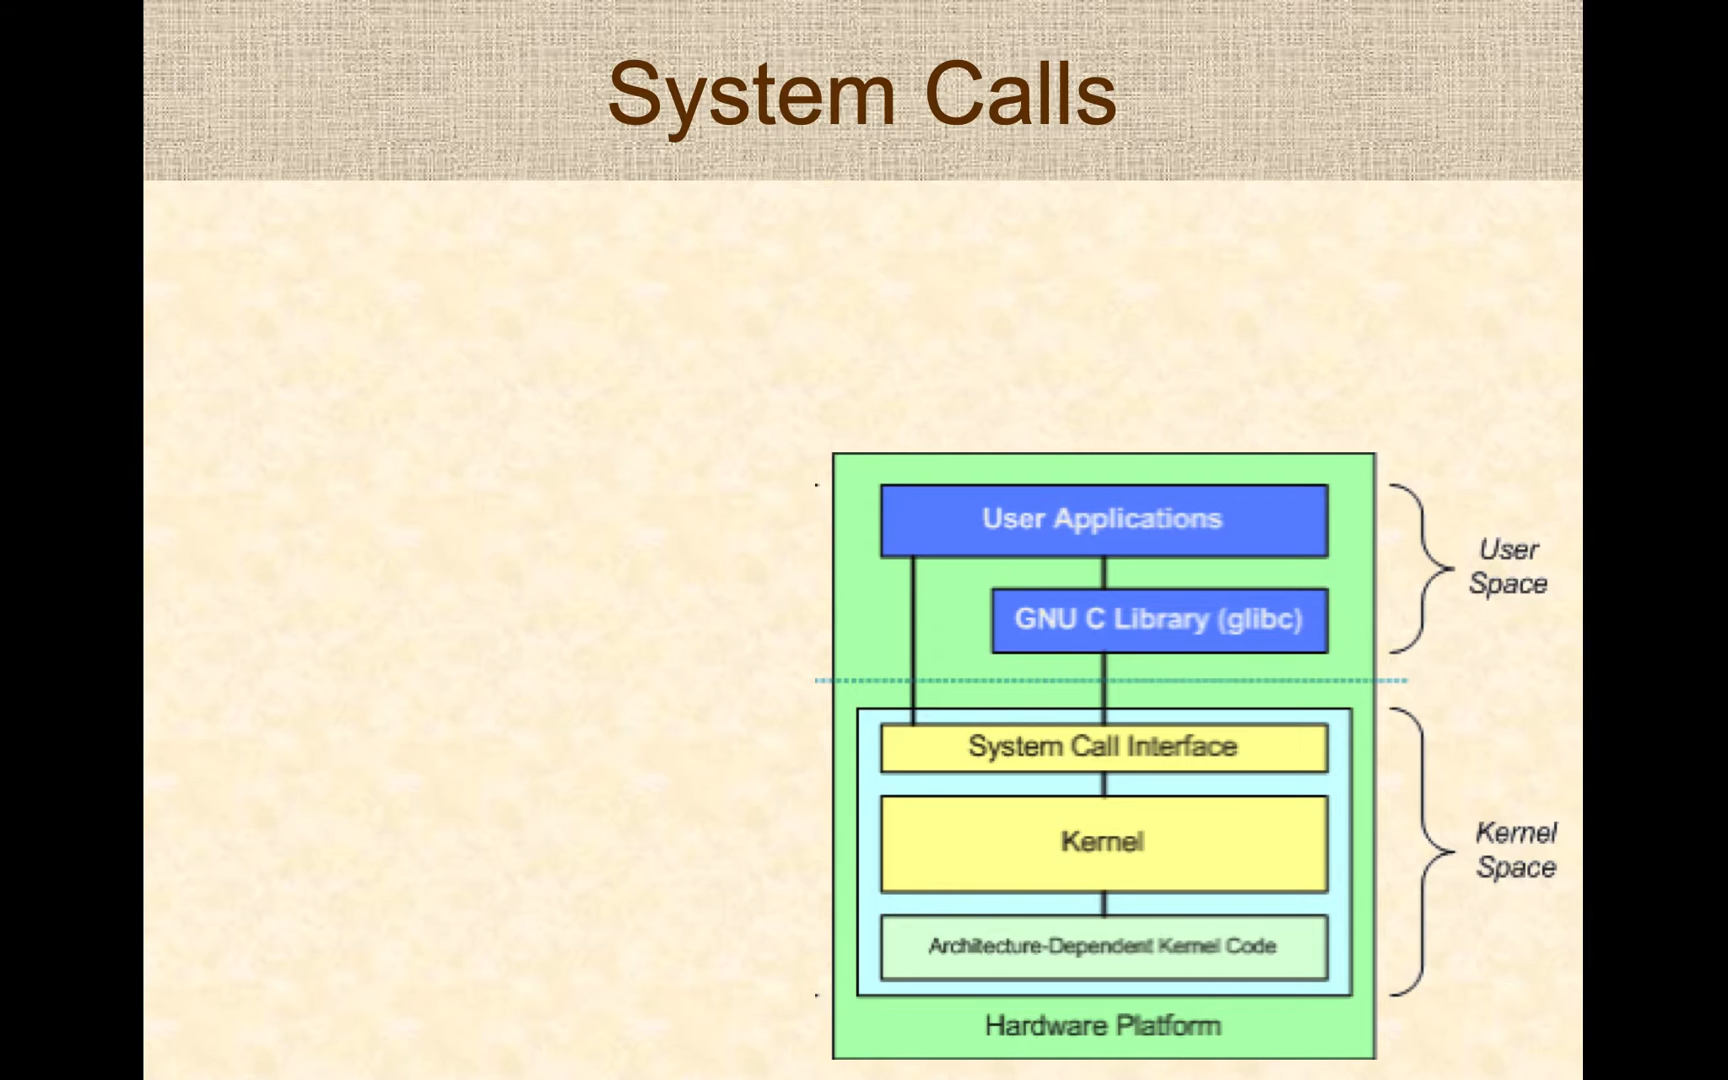 System Calls
User Applications
GNU C Library (glibc)
User
Space
System Call Interface
Kernel
Architecture-Dependent Kernel Code
Kernel
Space
Hardware Platform